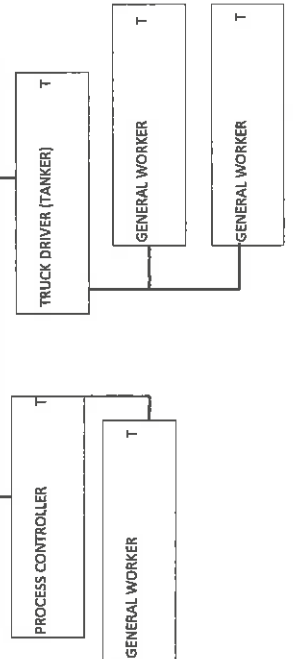 PROCESS CONTROLLER T
GENERAL WORKER T
TRUCK DRIVER (TANKER) T
GENERAL WORKER T
GENERAL WORKER T